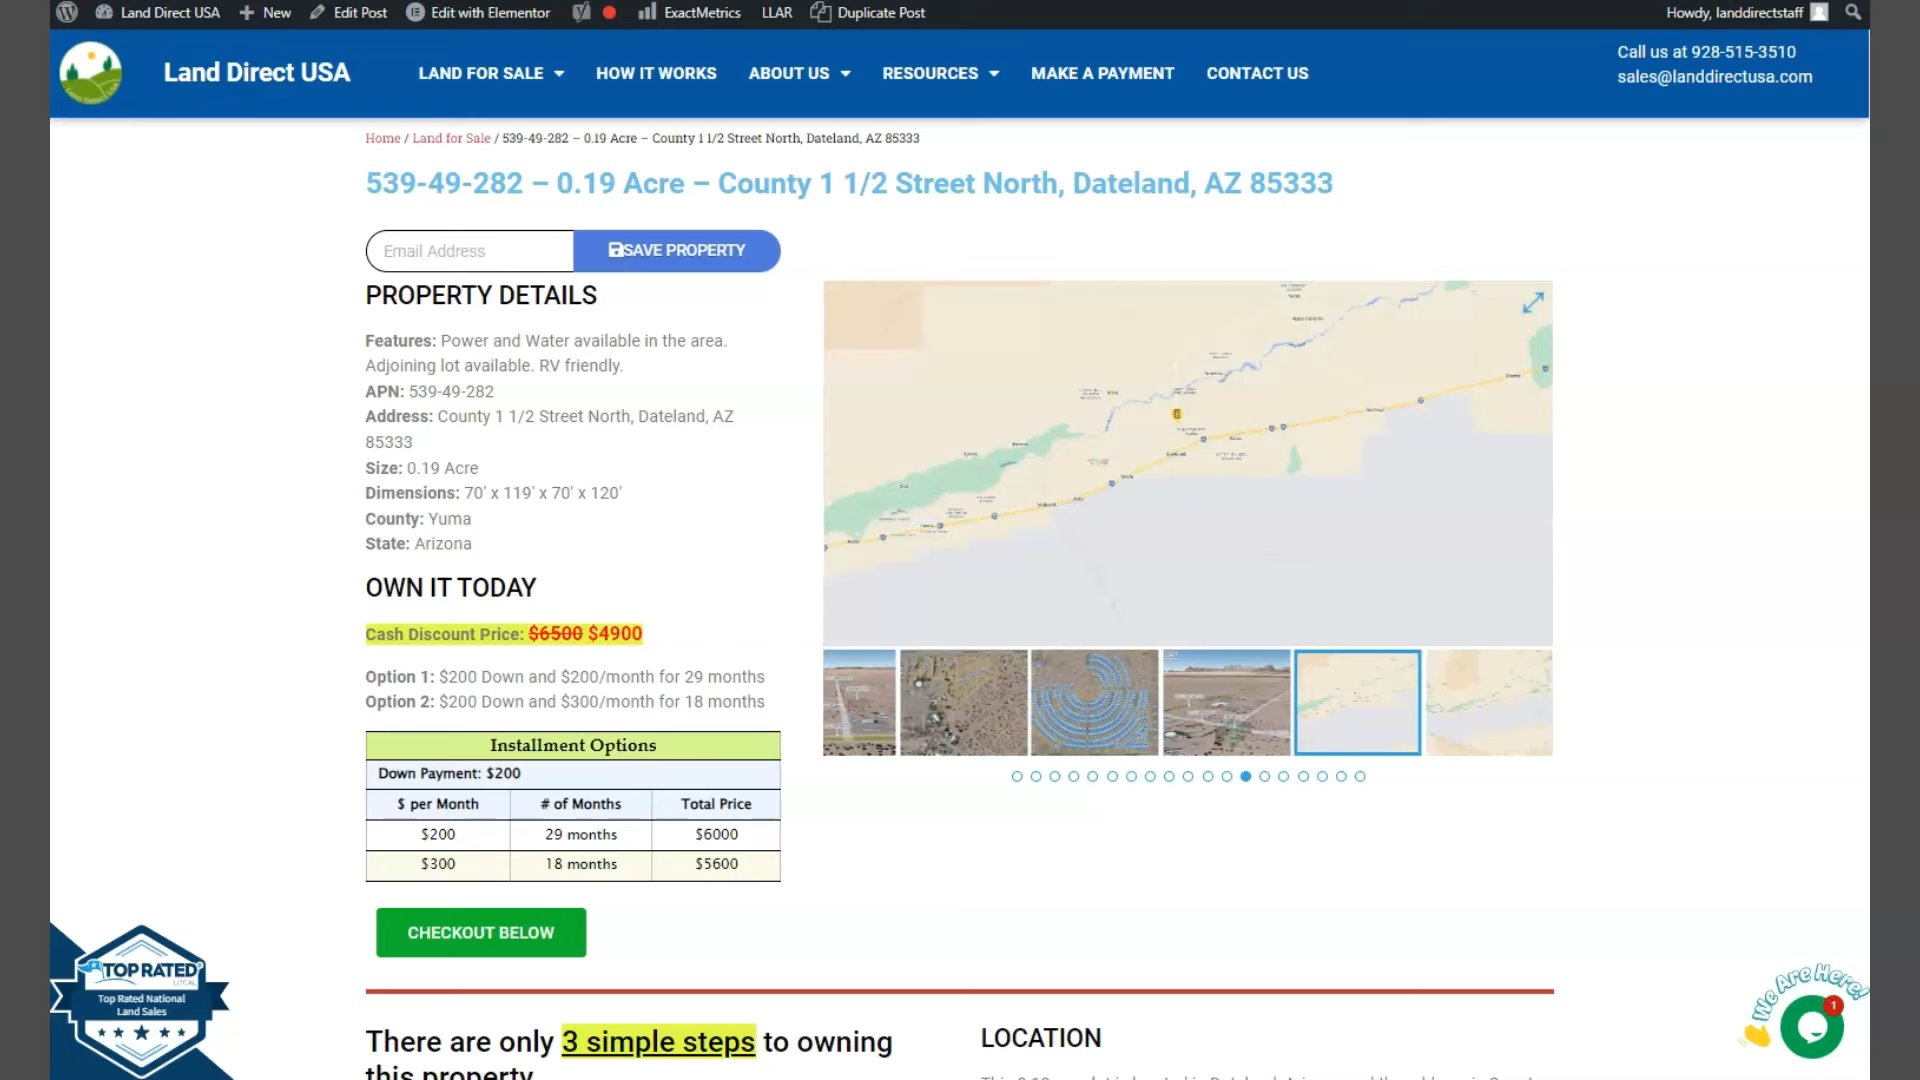 Land Direct USA
New
Edit Post
Edit with Elementor
ExactMetrics
LLAR
Duplicate Post
Howdy, landdirectstaff
Land Direct USA
LAND FOR SALE
HOW IT WORKS
ABOUT US
RESOURCES
MAKE A PAYMENT
CONTACT US
Call us at 928-515-3510
sales@landdirectusa.com
Home / Land for Sale / 539-49-282 – 0.19 Acre – County 1 1/2 Street North, Dateland, AZ 85333
539-49-282 – 0.19 Acre – County 1 1/2 Street North, Dateland, AZ 85333
Email Address
SAVE PROPERTY
PROPERTY DETAILS
Features: Power and Water available in the area.
Adjoining lot available. RV friendly.
APN: 539-49-282
Address: County 1 1/2 Street North, Dateland, AZ
85333
Size: 0.19 Acre
Dimensions: 70' x 119' x 70' x 120'
County: Yuma
State: Arizona
OWN IT TODAY
Cash Discount Price: $6500 $4900
Option 1: $200 Down and $200/month for 29 months
Option 2: $200 Down and $300/month for 18 months
Installment Options
Down Payment: $200
$ per Month # of Months Total Price
$200 29 months $6000
$300 18 months $5600
CHECKOUT BELOW
TOP RATED
LOCAL
Top Rated National
Land Sales
There are only 3 simple steps to owning
this property
LOCATION
We Are Here!
1